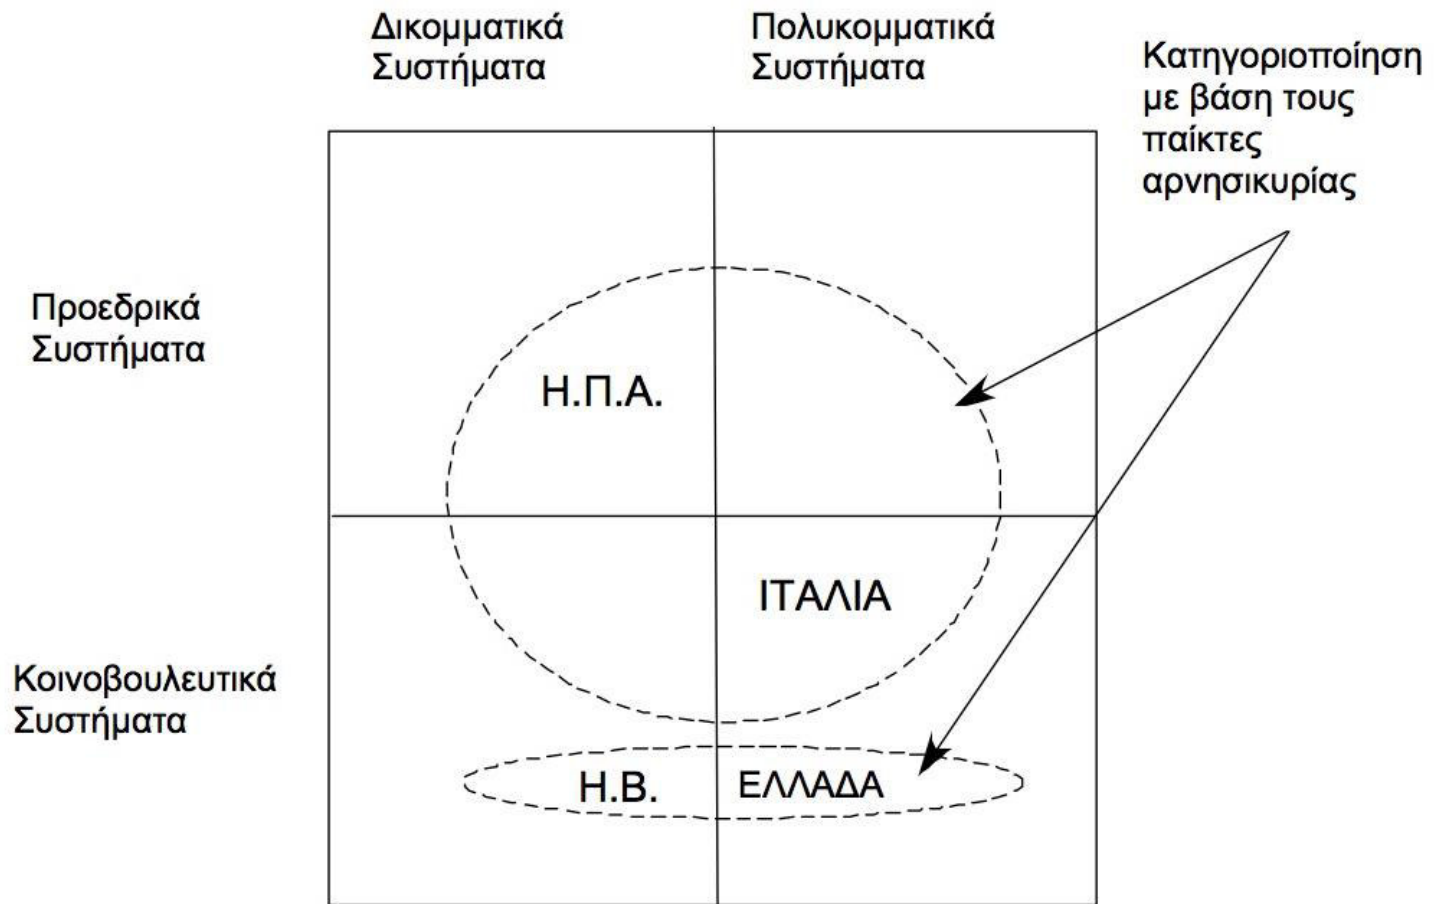 Δικομματικά
Συστήματα
Πολυκομματικά
Συστήματα
Κατηγοριοποίηση
με βάση τους
παίκτες
αρνησικυρίας
Προεδρικά
Συστήματα
Η.Π.Α.
ΙΤΑΛΙΑ
Κοινοβουλευτικά
Συστήματα
Η.Β.
ΕΛΛΑΔΑ